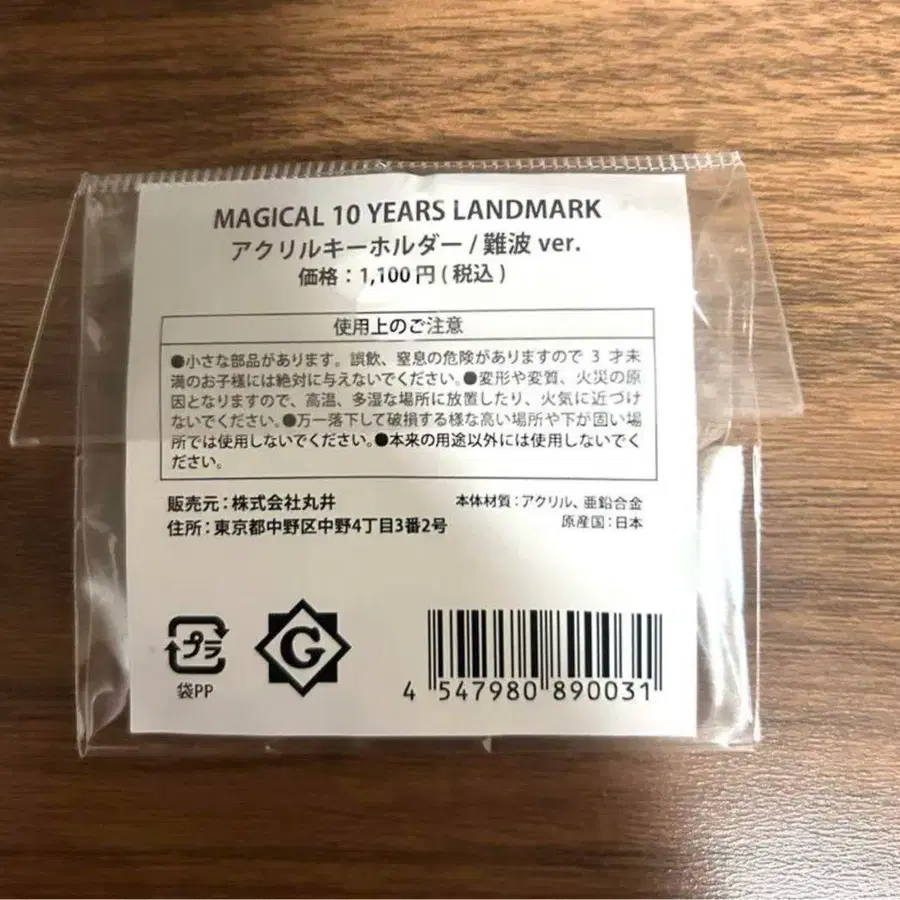 MAGICAL 10 YEARS LANDMARK
アクリルキーホルダー / 難波 ver.
価格：1,100 円 ( 税込 )
使用上のご注意
●小さな部品があります。誤飲、窒息の危険がありますので 3 才未
満のお子様には絶対に与えないでください。●変形や変質、火災の原
因となりますので、高温、多湿な場所に放置したり、火気に近づけ
ないでください。●万一落下して破損する様な高い場所や下が固い場
所では使用しないでください。●本来の用途以外には使用しないでく
ださい。
販売元：株式会社丸井
本体材質：アクリル、亜鉛合金
住所：東京都中野区中野4丁目3番2号
原産国：日本
プラ
袋PP
G
4 547980 890031